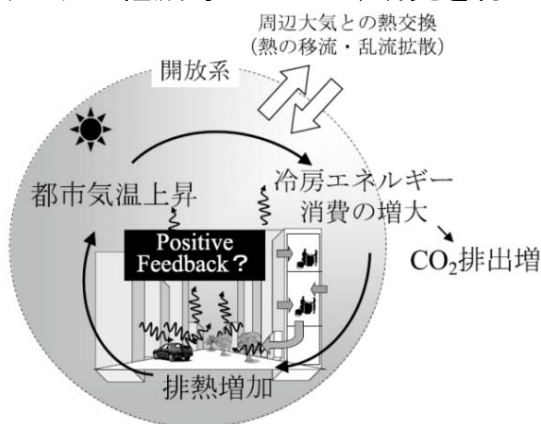 周辺大気との熱交換
（熱の移流・乱流拡散）
開放系
都市気温上昇
冷房エネルギー
消費の増大
Positive
Feedback？
CO₂排出増
排熱増加